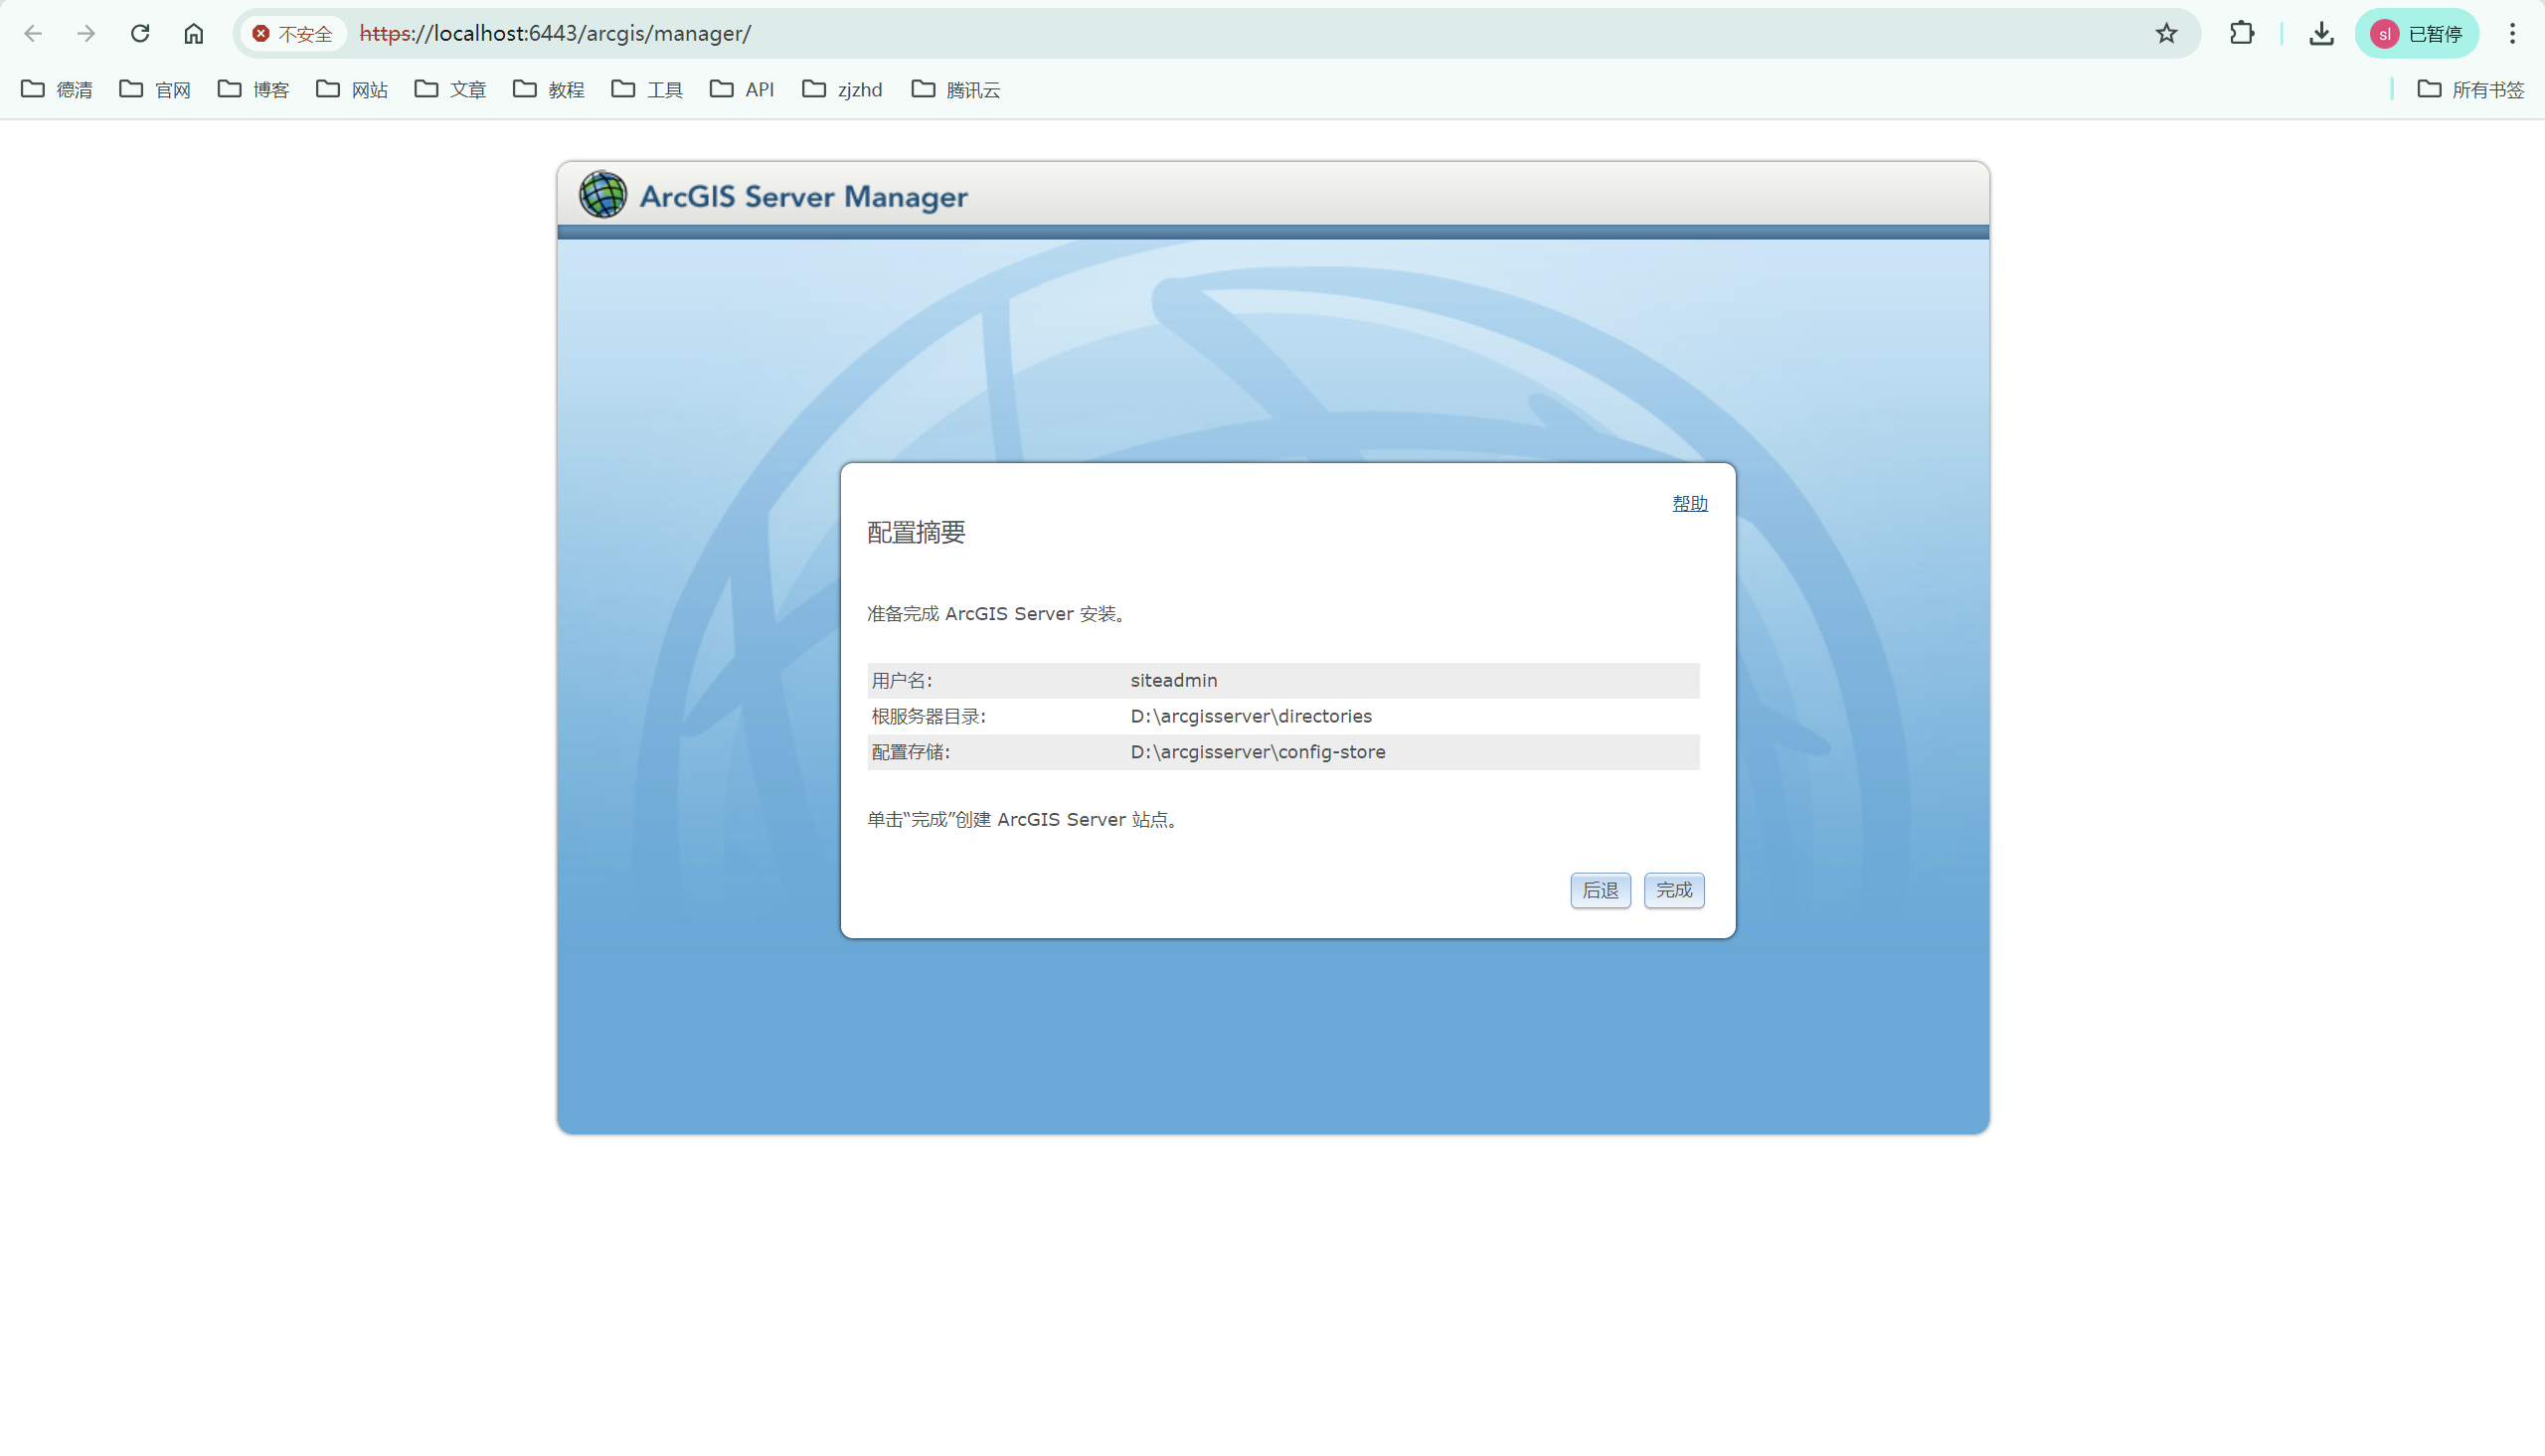 不安全 https://localhost:6443/arcgis/manager/ sl 已暂停
德清 官网 博客 网站 文章 教程 工具 API zjzhd 腾讯云 所有书签
ArcGIS Server Manager
帮助
配置摘要
准备完成 ArcGIS Server 安装。
用户名: siteadmin
根服务器目录: D:\arcgisserver\directories
配置存储: D:\arcgisserver\config-store
单击“完成”创建 ArcGIS Server 站点。
后退 完成